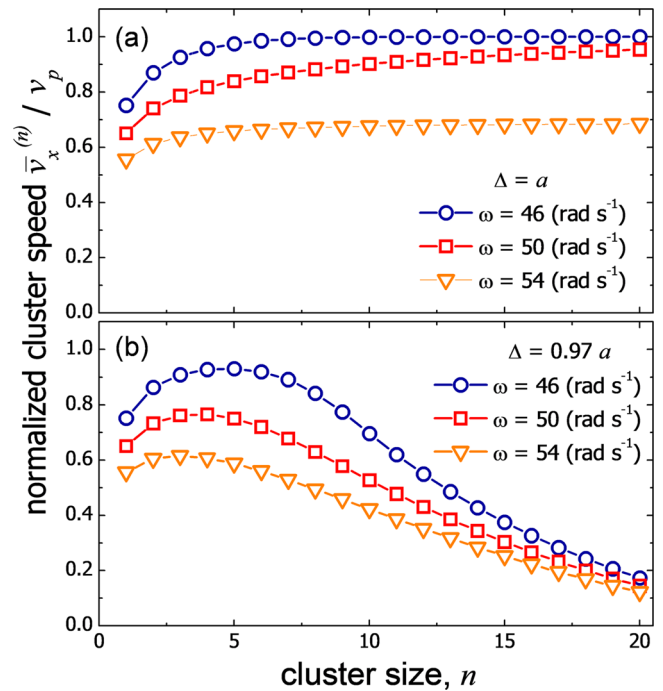 normalized cluster speed v̄ₓ⁽ⁿ⁾ / vₚ
(a)
1.0
0.8
0.6
0.4
0.2
0.0
Δ = a
ω = 46 (rad s⁻¹)
ω = 50 (rad s⁻¹)
ω = 54 (rad s⁻¹)
(b)
1.0
0.8
0.6
0.4
0.2
0.0
Δ = 0.97 a
ω = 46 (rad s⁻¹)
ω = 50 (rad s⁻¹)
ω = 54 (rad s⁻¹)
0 5 10 15 20
cluster size, n